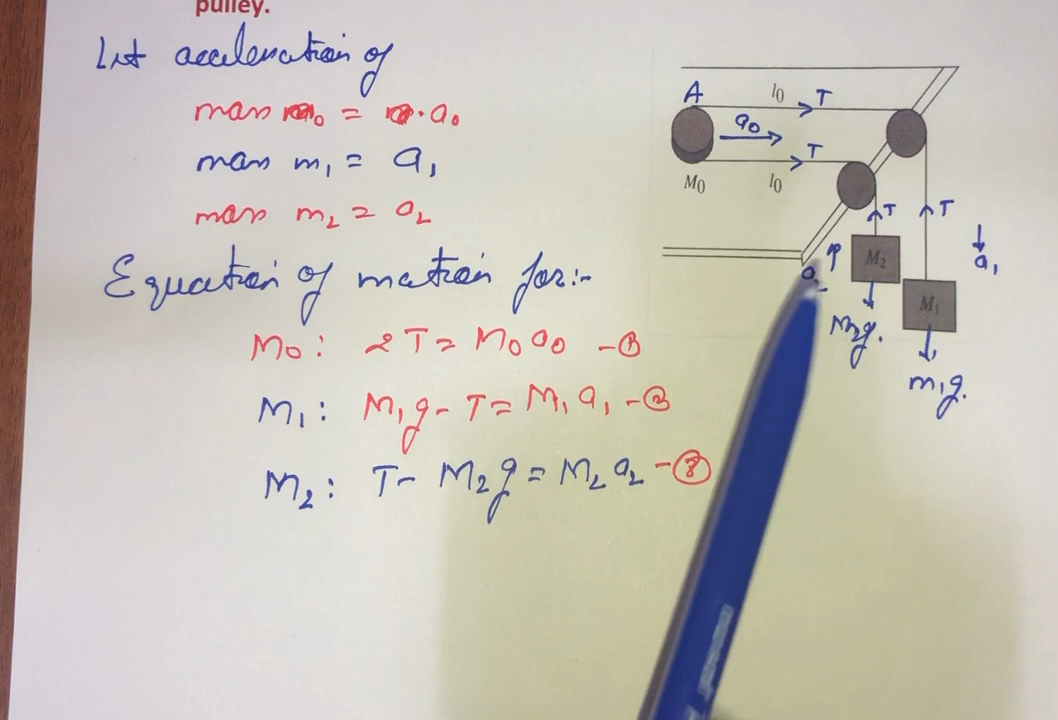 pulley.
Let acceleration of
mass m₀ = a₀
mass m₁ = a₁
mass m₂ = a₂
Equation of motion for:-
M₀: 2T = M₀a₀ -①
M₁: M₁g - T = M₁a₁ -②
M₂: T - M₂g = M₂a₂ -③
A l₀ T
a₀
T
M₀ l₀
T T
M₂ a₁
M₁
M₂g.
m₁g.